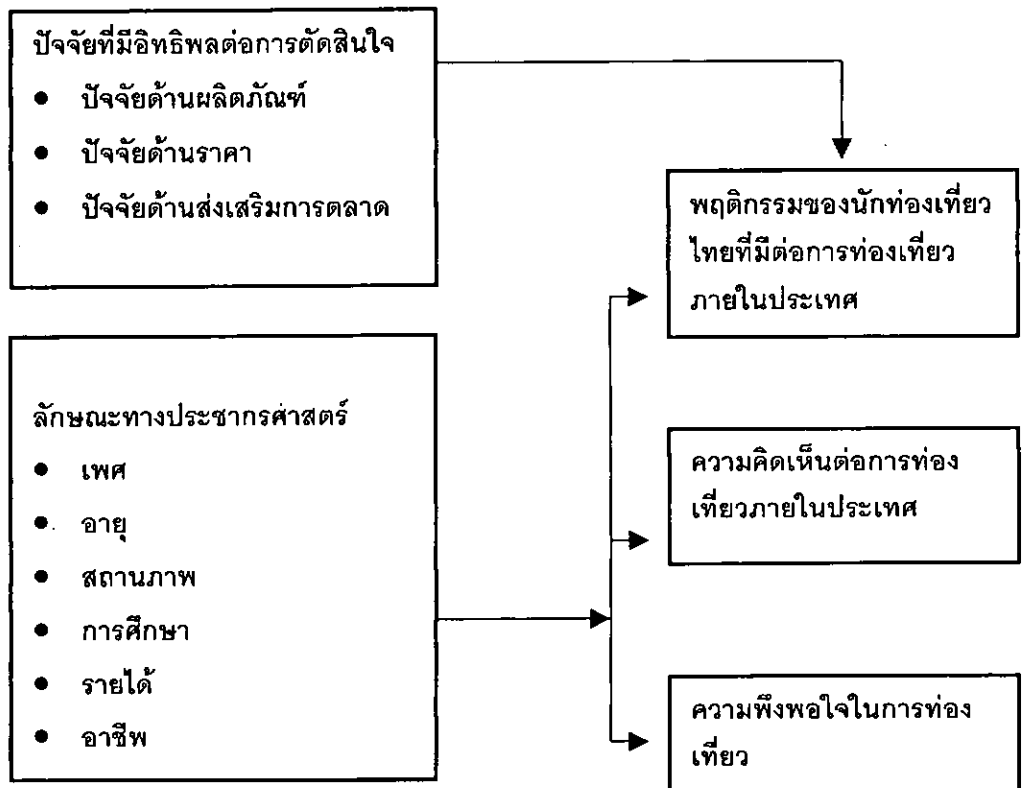 ปัจจัยที่มีอิทธิพลต่อการตัดสินใจ
● ปัจจัยด้านผลิตภัณฑ์
● ปัจจัยด้านราคา
● ปัจจัยด้านส่งเสริมการตลาด
พฤติกรรมของนักท่องเที่ยว
ไทยที่มีต่อการท่องเที่ยว
ภายในประเทศ
ลักษณะทางประชากรศาสตร์
● เพศ
● อายุ
● สถานภาพ
● การศึกษา
● รายได้
● อาชีพ
ความคิดเห็นต่อการท่อง
เที่ยวภายในประเทศ
ความพึงพอใจในการท่อง
เที่ยว